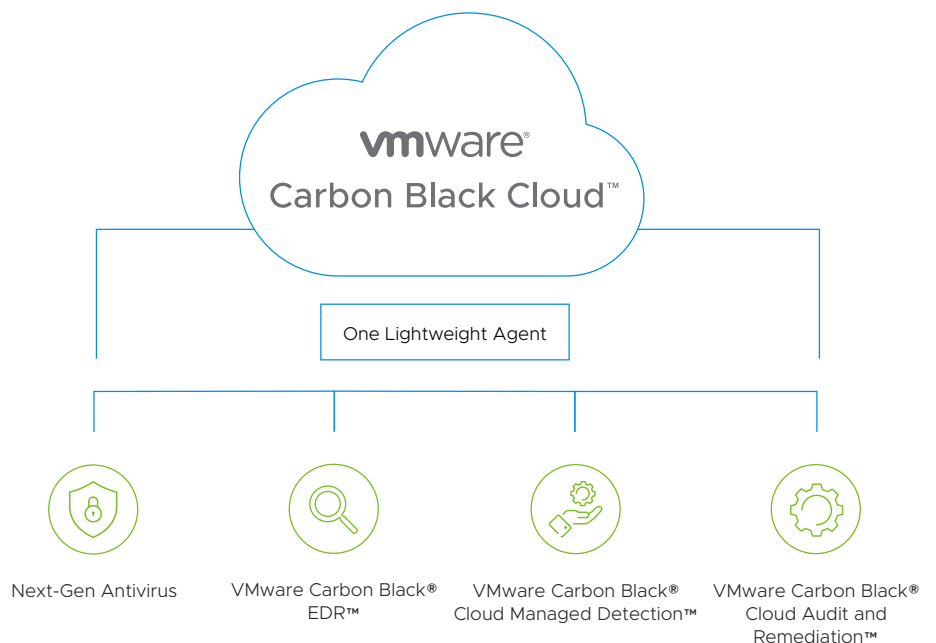 vmware®
Carbon Black Cloud™
One Lightweight Agent
Next-Gen Antivirus
VMware Carbon Black®
EDR™
VMware Carbon Black®
Cloud Managed Detection™
VMware Carbon Black®
Cloud Audit and
Remediation™